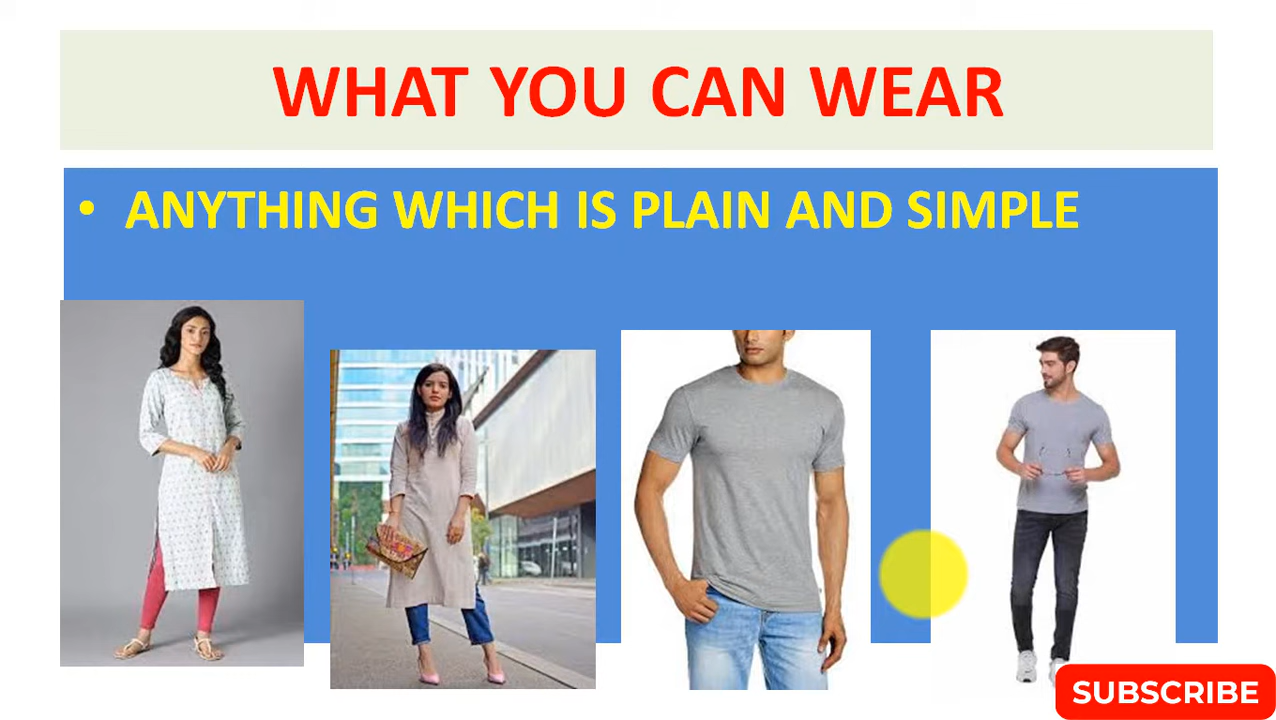 WHAT YOU CAN WEAR
• ANYTHING WHICH IS PLAIN AND SIMPLE
SUBSCRIBE